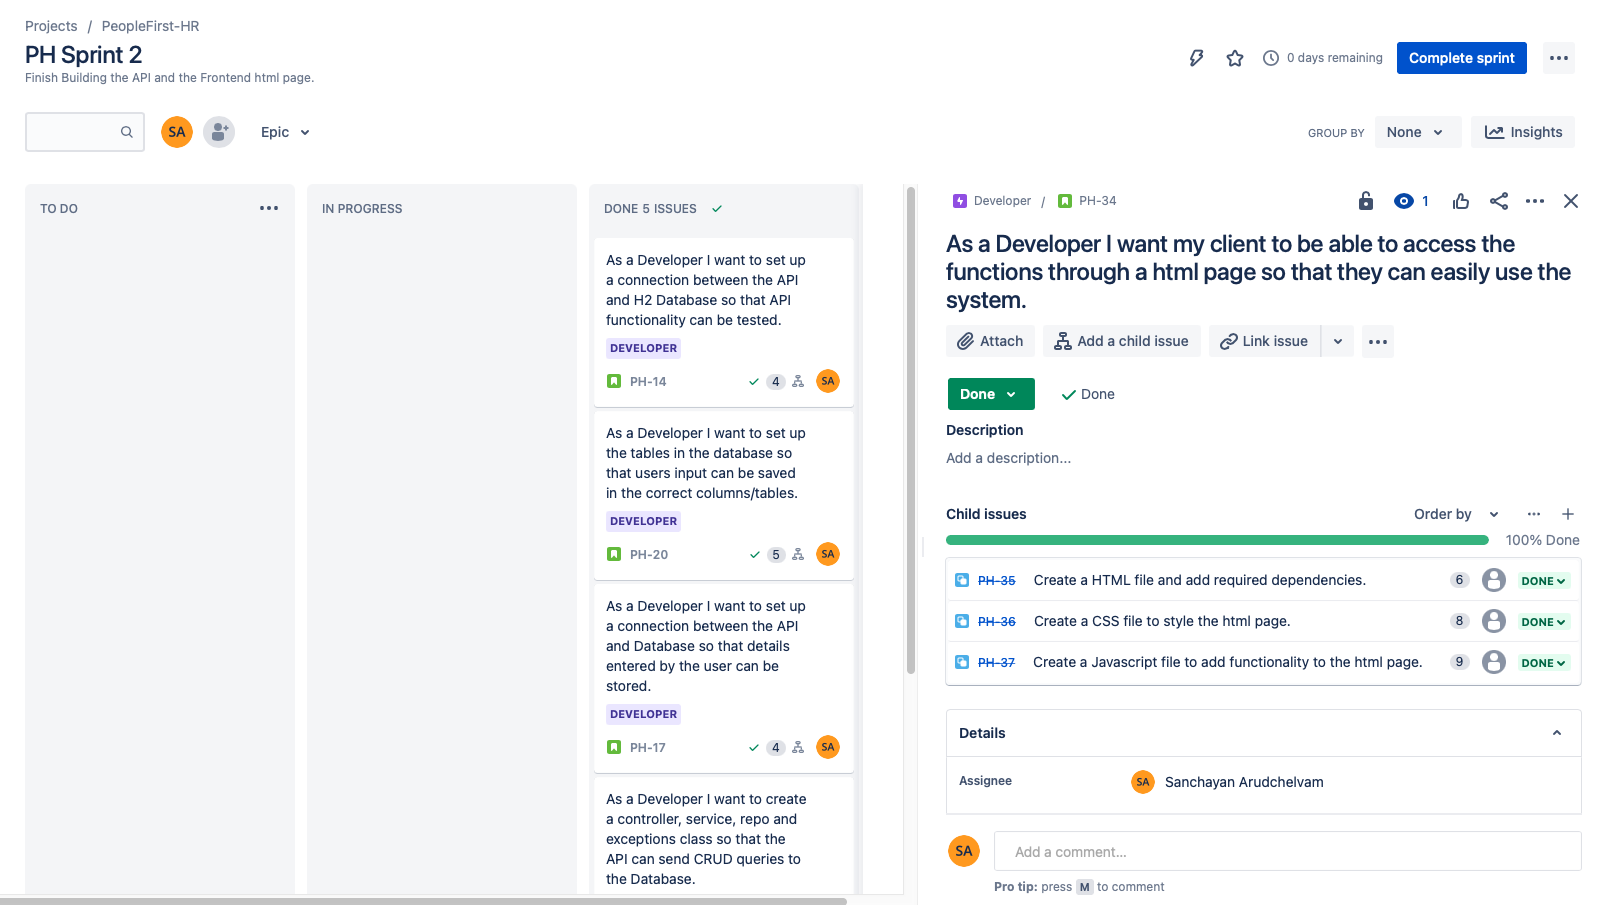 Projects / PeopleFirst-HR
PH Sprint 2
Finish Building the API and the Frontend html page.
0 days remaining
Complete sprint
SA
Epic
GROUP BY
None
Insights
TO DO
IN PROGRESS
DONE 5 ISSUES
As a Developer I want to set up
a connection between the API
and H2 Database so that API
functionality can be tested.
DEVELOPER
PH-14
4
SA
As a Developer I want to set up
the tables in the database so
that users input can be saved
in the correct columns/tables.
DEVELOPER
PH-20
5
SA
As a Developer I want to set up
a connection between the API
and Database so that details
entered by the user can be
stored.
DEVELOPER
PH-17
4
SA
As a Developer I want to create
a controller, service, repo and
exceptions class so that the
API can send CRUD queries to
the Database.
Developer / PH-34
1
As a Developer I want my client to be able to access the
functions through a html page so that they can easily use the
system.
Attach
Add a child issue
Link issue
Done
Done
Description
Add a description...
Child issues
Order by
100% Done
PH-35 Create a HTML file and add required dependencies. 6 DONE
PH-36 Create a CSS file to style the html page. 8 DONE
PH-37 Create a Javascript file to add functionality to the html page. 9 DONE
Details
Assignee
SA
Sanchayan Arudchelvam
SA
Add a comment...
Pro tip: press M to comment